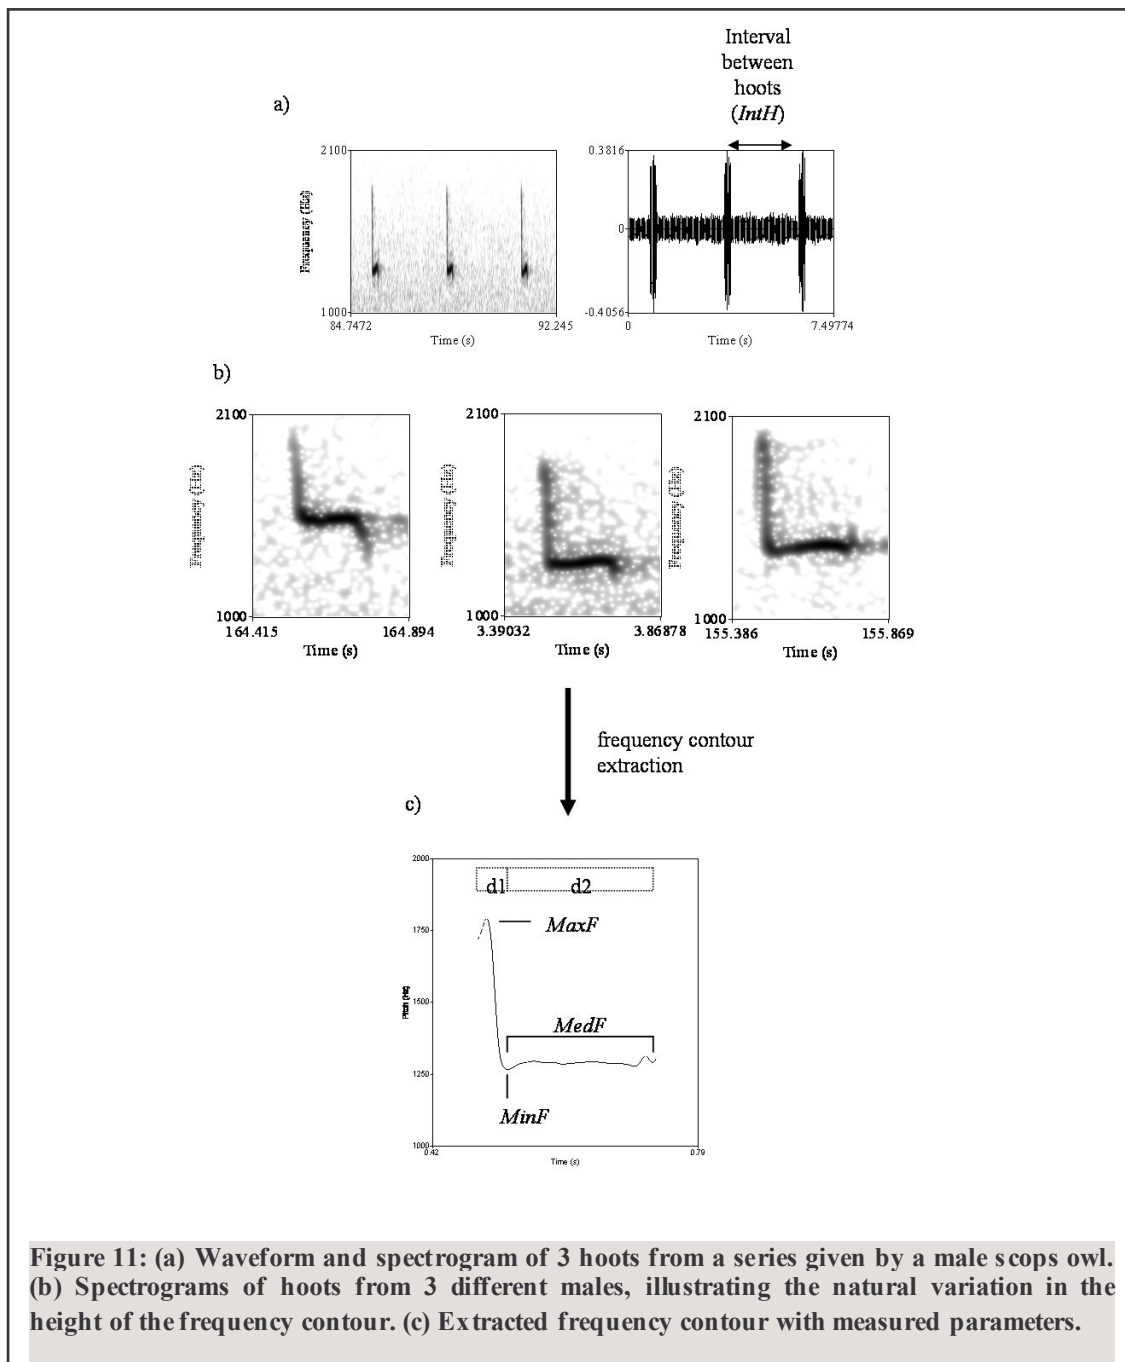 Interval
between
hoots
(IntH)
a)
2100
Frequency (Hz)
1000
84.7472
92.245
Time (s)
0.3816
0
-0.4056
0
7.49774
Time (s)
b)
2100
Frequency (Hz)
1000
164.415
164.894
Time (s)
2100
Frequency (Hz)
1000
3.39032
3.86878
Time (s)
2100
Frequency (Hz)
1000
155.386
155.869
Time (s)
frequency contour
extraction
c)
2000
1750
1500
1250
1000
Pitch (Hz)
d1
d2
MaxF
MedF
MinF
0.42
0.79
Time (s)
Figure 11: (a) Waveform and spectrogram of 3 hoots from a series given by a male scops owl.
(b) Spectrograms of hoots from 3 different males, illustrating the natural variation in the
height of the frequency contour. (c) Extracted frequency contour with measured parameters.